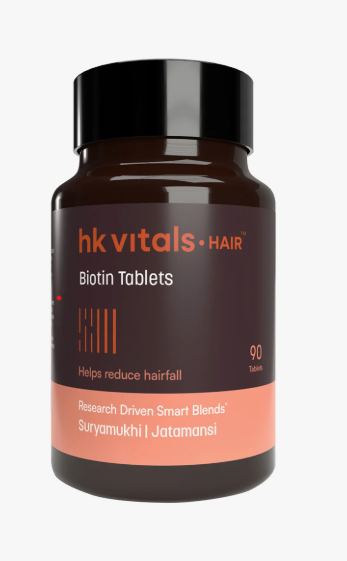 hk vitals • HAIR™
Biotin Tablets
Helps reduce hairfall
90
Tablets
Research Driven Smart Blends*
Suryamukhi | Jatamansi